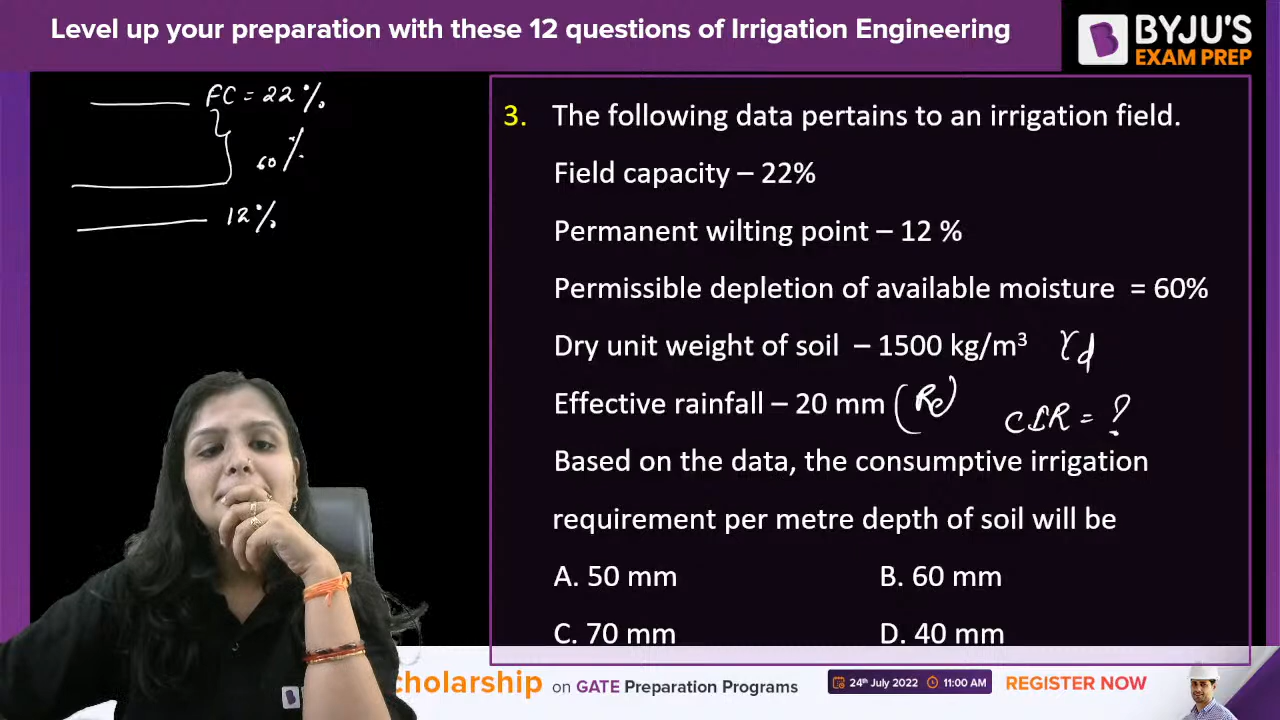 Level up your preparation with these 12 questions of Irrigation Engineering
BYJU'S
EXAM PREP
FC = 22%
60%
12%
3. The following data pertains to an irrigation field.
Field capacity – 22%
Permanent wilting point – 12 %
Permissible depletion of available moisture = 60%
Dry unit weight of soil – 1500 kg/m³ γd
Effective rainfall – 20 mm (Re)
CIR = ?
Based on the data, the consumptive irrigation
requirement per metre depth of soil will be
A. 50 mm B. 60 mm
C. 70 mm D. 40 mm
cholarship on GATE Preparation Programs
24th July 2022 11:00 AM REGISTER NOW